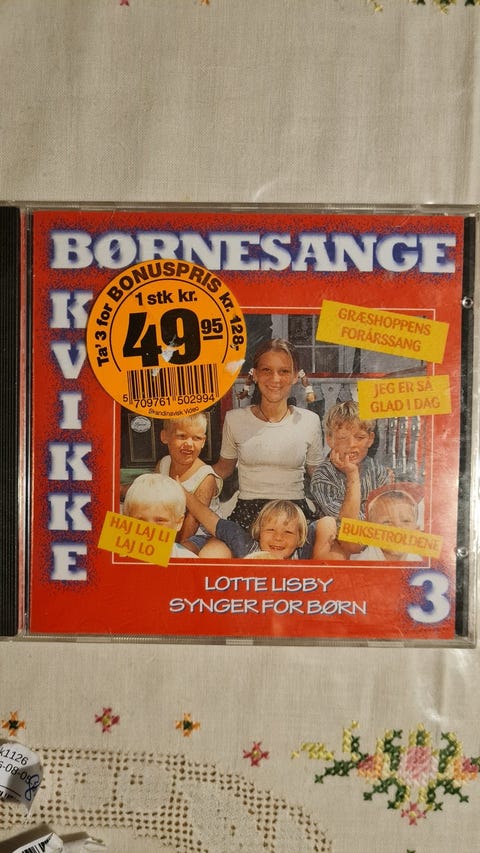 BØRNESANGE
KVIKKE
Ta' 3 for BONUSPRIS kr. 128.-
1 stk kr.
49 95
5 709761 502994
Skandinavisk Video
GRÆSHOPPENS
FORÅRSSANG
JEG ER SÅ
GLAD I DAG
HAJ LAJ LI
LAJ LO
BUKSETROLDENE
LOTTE LISBY
SYNGER FOR BØRN
3
k1126